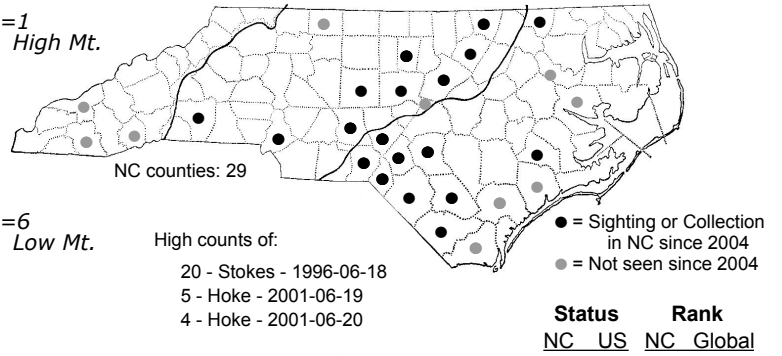 =1
High Mt.
NC counties: 29
=6
Low Mt.
High counts of:
20 - Stokes - 1996-06-18
5 - Hoke - 2001-06-19
4 - Hoke - 2001-06-20
= Sighting or Collection
in NC since 2004
= Not seen since 2004
Status Rank
NC US NC Global